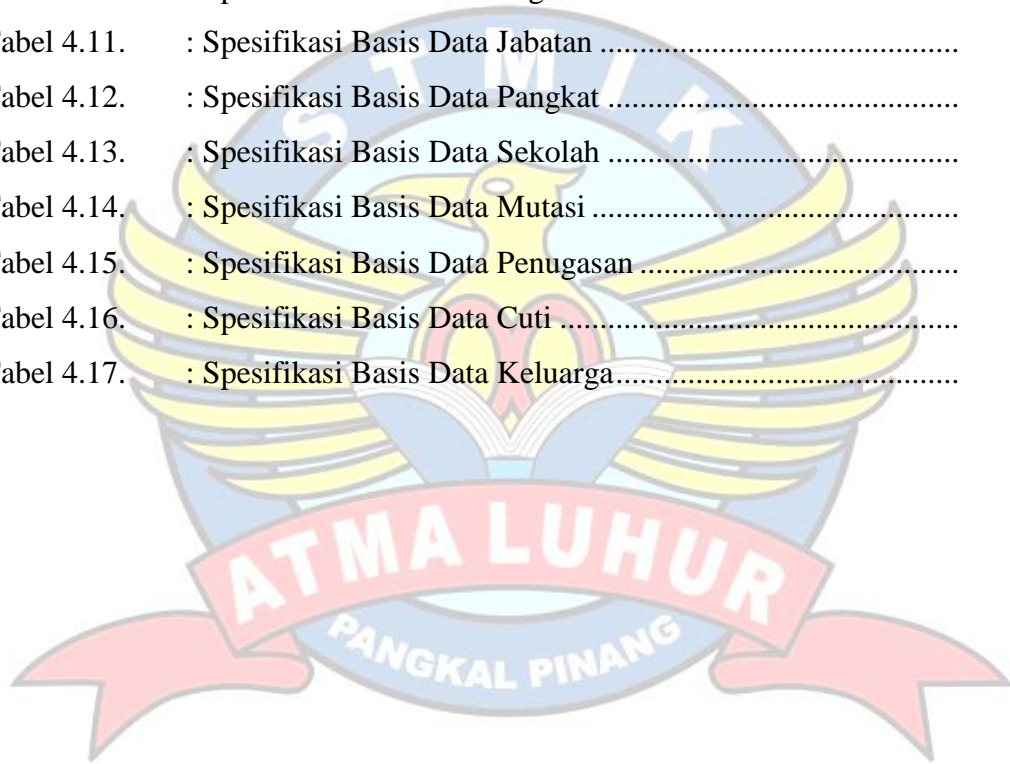 abel 4.11. : Spesifikasi Basis Data Jabatan .............................................
abel 4.12. : Spesifikasi Basis Data Pangkat ............................................
abel 4.13. : Spesifikasi Basis Data Sekolah .............................................
abel 4.14. : Spesifikasi Basis Data Mutasi ..............................................
abel 4.15. : Spesifikasi Basis Data Penugasan ........................................
abel 4.16. : Spesifikasi Basis Data Cuti ..................................................
abel 4.17. : Spesifikasi Basis Data Keluarga...........................................
STMIK
ATMA LUHUR
PANGKAL PINANG